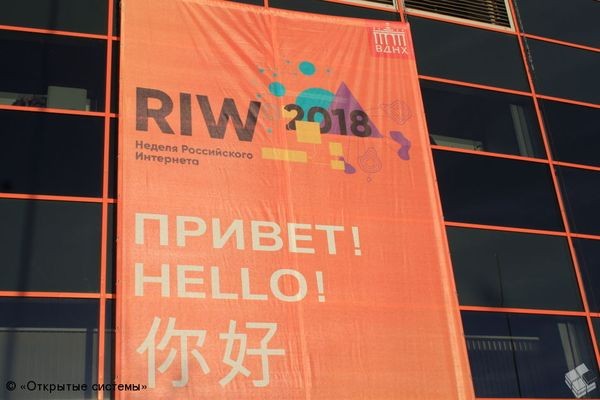 ВДНХ
RIW 2018
Неделя Российского
Интернета
ПРИВЕТ!
HELLO!
你好
© «Открытые системы»